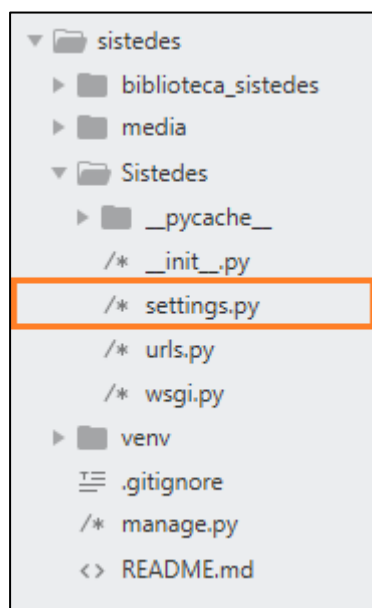 sistedes
biblioteca_sistedes
media
Sistedes
__pycache__
/* __init__.py
/* settings.py
/* urls.py
/* wsgi.py
venv
.gitignore
/* manage.py
<> README.md